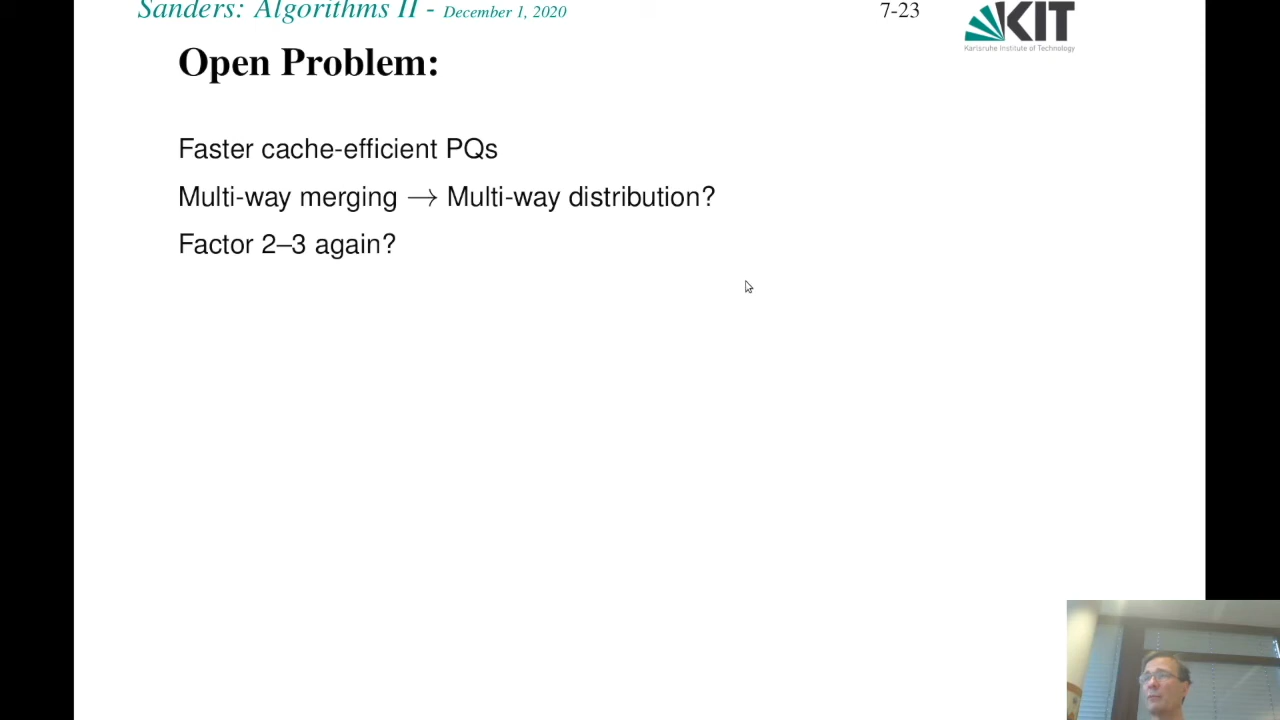 Sanders: Algorithms II - December 1, 2020 7-23
KIT
Karlsruhe Institute of Technology
Open Problem:
Faster cache-efficient PQs
Multi-way merging → Multi-way distribution?
Factor 2–3 again?